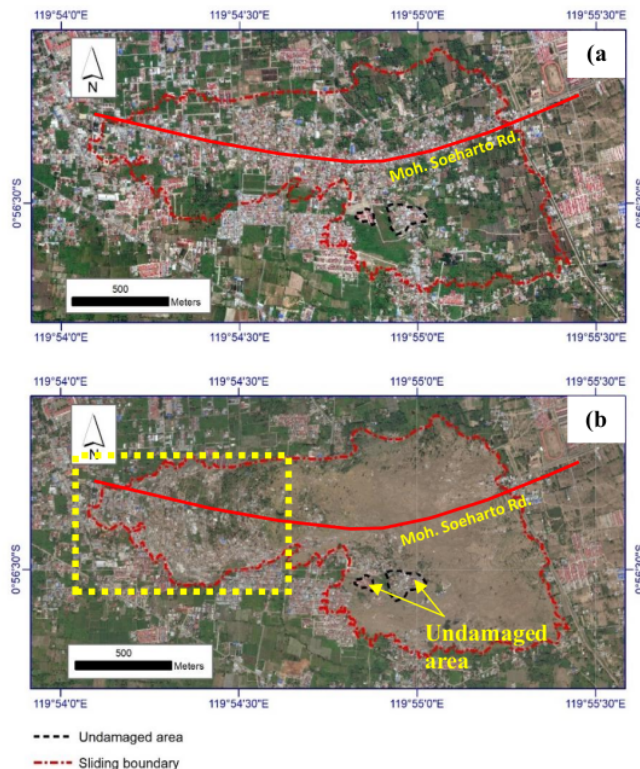 119°54'0"E 119°54'30"E 119°55'0"E 119°55'30"E
(a
N
Moh. Soeharto Rd.
0°56'30"S 0°56'30"S
500
Meters
119°54'0"E 119°54'30"E 119°55'0"E 119°55'30"E
119°54'0"E 119°54'30"E 119°55'0"E 119°55'30"E
(b
N
Moh. Soeharto Rd.
0°56'30"S 0°56'30"S
Undamaged
area
500
Meters
119°54'0"E 119°54'30"E 119°55'0"E 119°55'30"E
Undamaged area
Sliding boundary